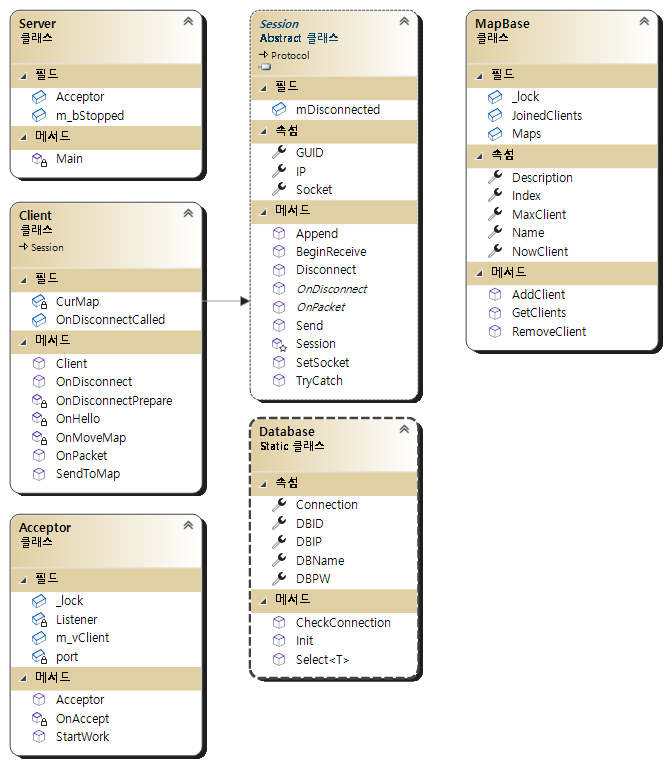 Server
클래스
필드
Acceptor
m_bStopped
메서드
Main
Client
클래스
Session
필드
CurMap
OnDisconnectCalled
메서드
Client
OnDisconnect
OnDisconnectPrepare
OnHello
OnMoveMap
OnPacket
SendToMap
Acceptor
클래스
필드
_lock
Listener
m_vClient
port
메서드
Acceptor
OnAccept
StartWork
Session
Abstract 클래스
Protocol
필드
mDisconnected
속성
GUID
IP
Socket
메서드
Append
BeginReceive
Disconnect
OnDisconnect
OnPacket
Send
Session
SetSocket
TryCatch
Database
Static 클래스
속성
Connection
DBID
DBIP
DBName
DBPW
메서드
CheckConnection
Init
Select<T>
MapBase
클래스
필드
_lock
JoinedClients
Maps
속성
Description
Index
MaxClient
Name
NowClient
메서드
AddClient
GetClients
RemoveClient